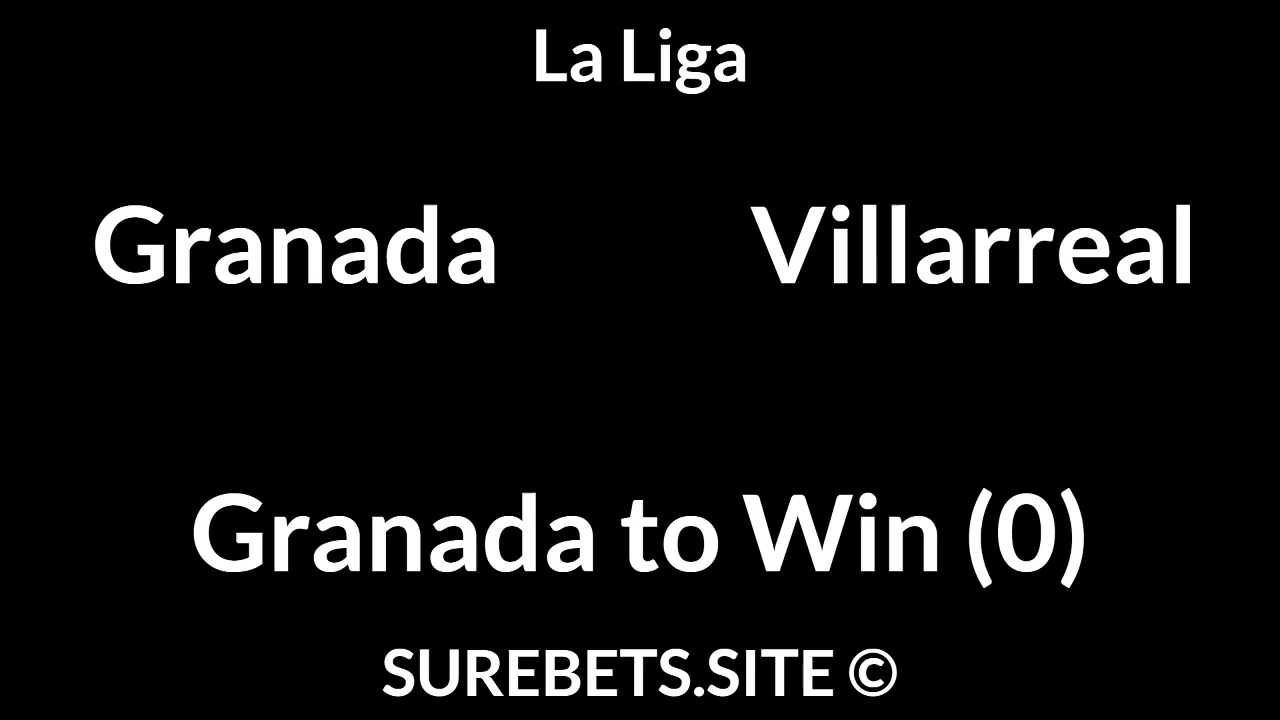 La Liga
Granada Villarreal
Granada to Win (0)
SUREBETS.SITE ©